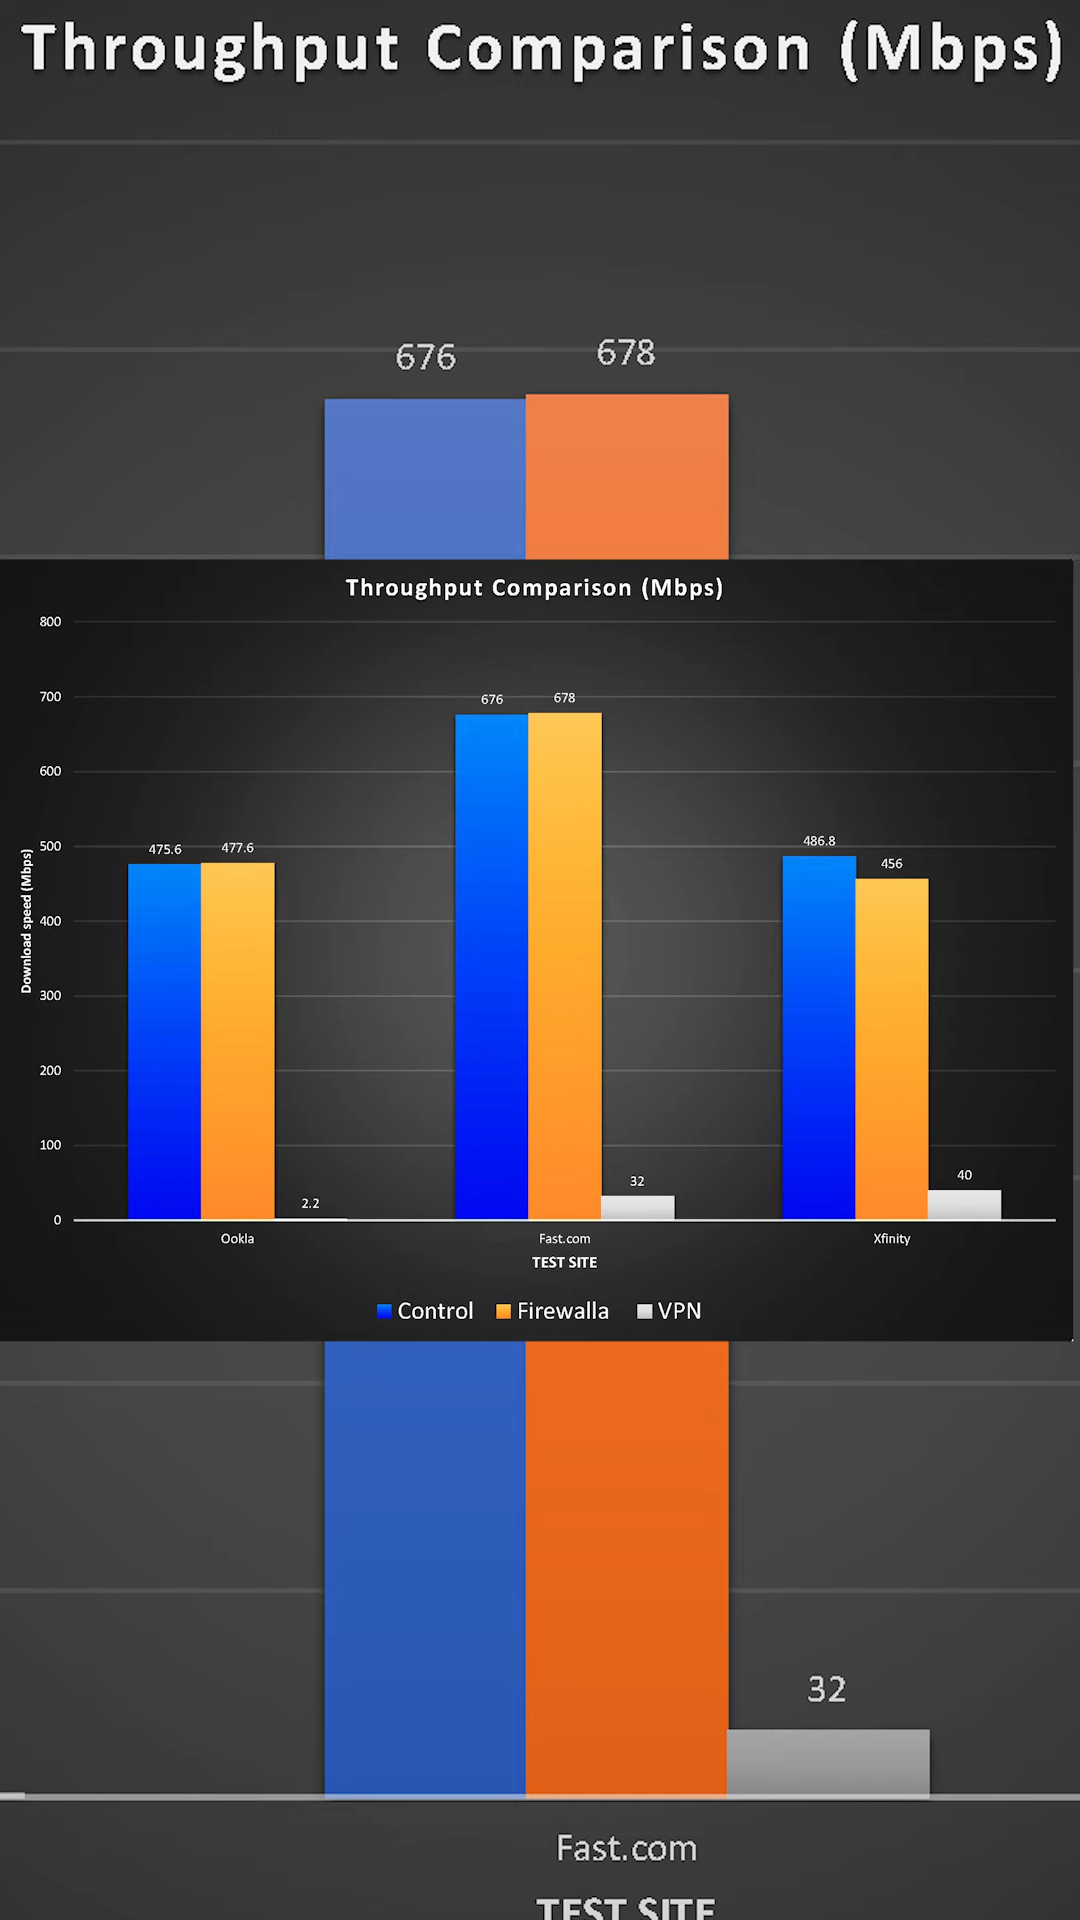 Throughput Comparison (Mbps)
676
678
Throughput Comparison (Mbps)
800
700
600
500
400
300
200
100
0
Download speed (Mbps)
475.6
477.6
2.2
676
678
32
486.8
456
40
Ookla
Fast.com
Xfinity
TEST SITE
Control
Firewalla
VPN
32
Fast.com
TEST SITE